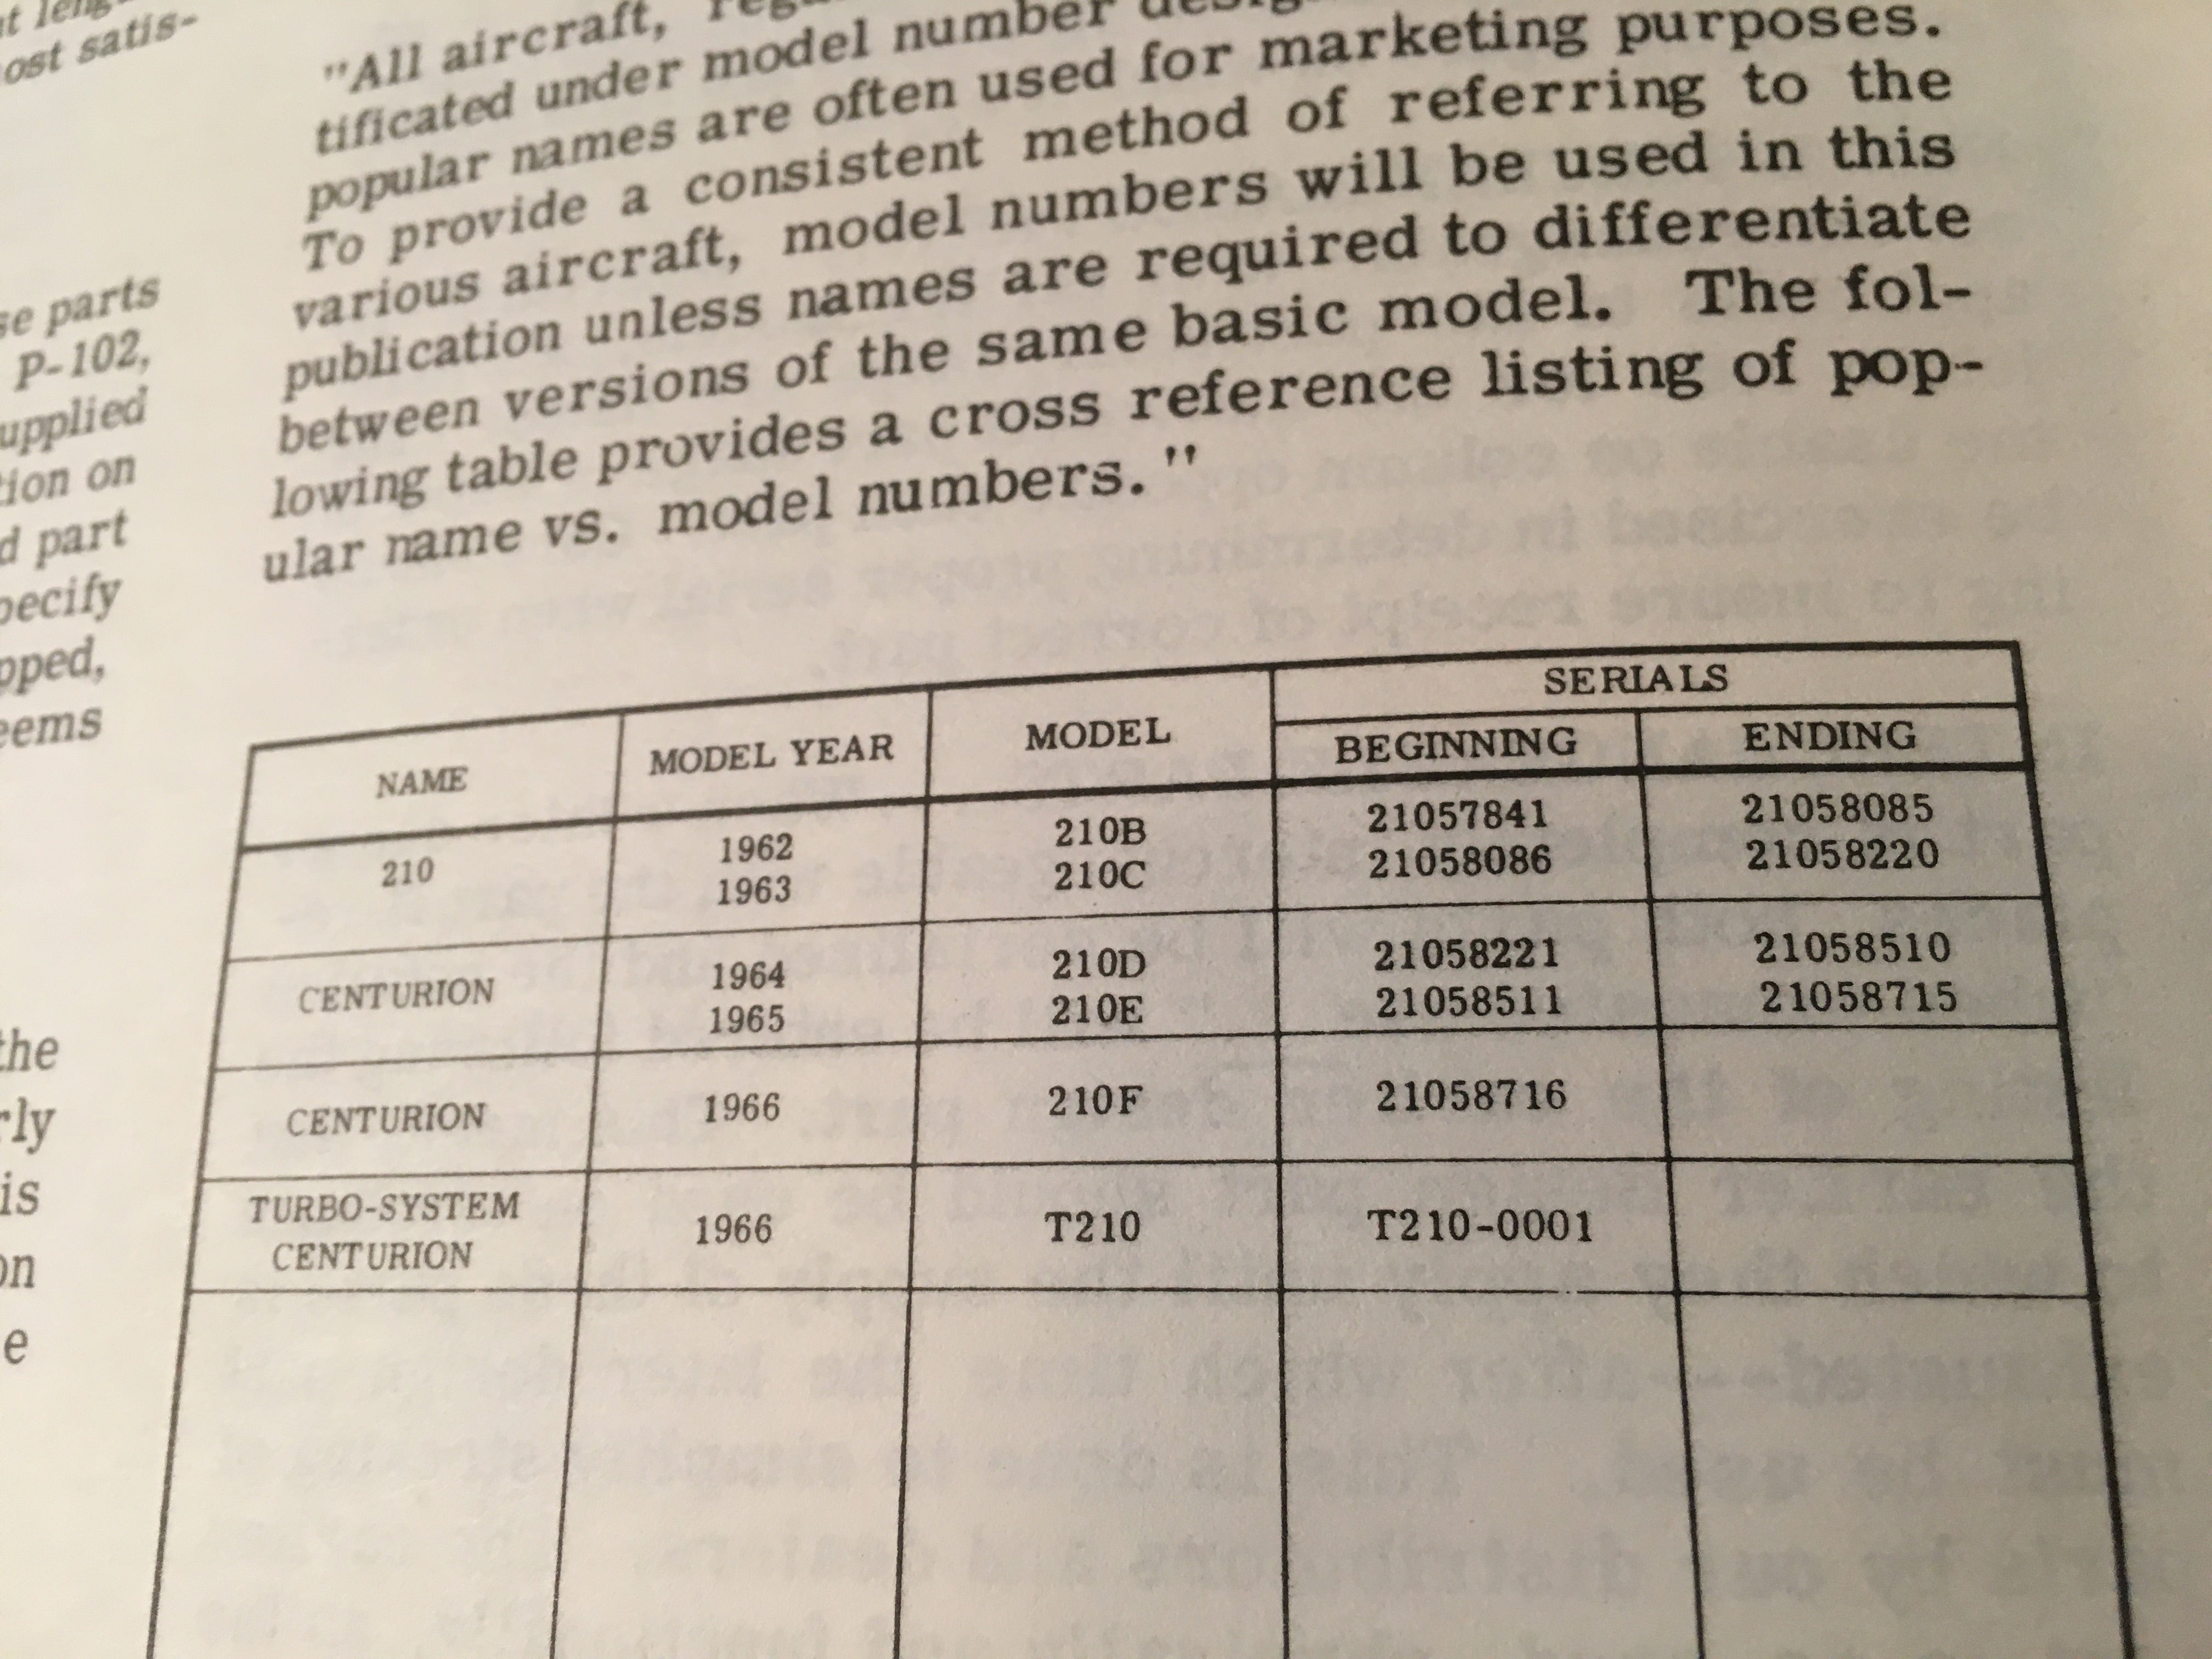 ost satis-
se parts
P-102,
upplied
tion on
d part
pecify
pped,
eems
the
rly
is
on
e
"All aircraft,
tificated under model number
popular names are often used for marketing purposes.
To provide a consistent method of referring to the
various aircraft, model numbers will be used in this
publication unless names are required to differentiate
between versions of the same basic model. The fol-
lowing table provides a cross reference listing of pop-
ular name vs. model numbers."
SERIALS
NAME MODEL YEAR MODEL BEGINNING ENDING
210 1962 210B 21057841 21058085
1963 210C 21058086 21058220
CENTURION 1964 210D 21058221 21058510
1965 210E 21058511 21058715
CENTURION 1966 210F 21058716
TURBO-SYSTEM
CENTURION 1966 T210 T210-0001